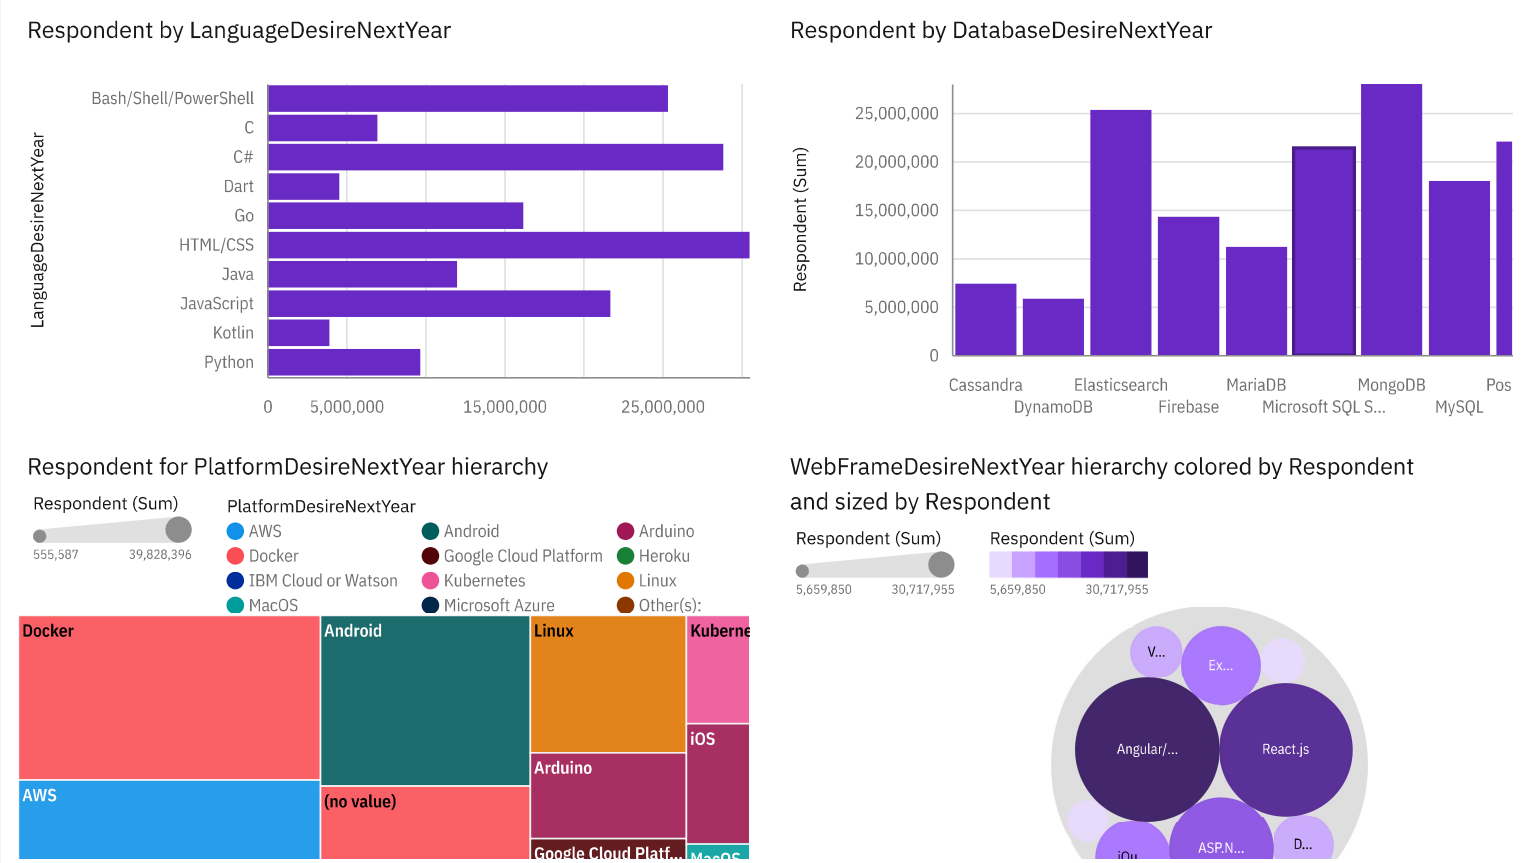 Respondent by LanguageDesireNextYear
LanguageDesireNextYear
Bash/Shell/PowerShell
C
C#
Dart
Go
HTML/CSS
Java
JavaScript
Kotlin
Python
0
5,000,000
15,000,000
25,000,000
Respondent by DatabaseDesireNextYear
Respondent (Sum)
25,000,000
20,000,000
15,000,000
10,000,000
5,000,000
0
Cassandra
DynamoDB
Elasticsearch
Firebase
MariaDB
Microsoft SQL S...
MongoDB
MySQL
Pos
Respondent for PlatformDesireNextYear hierarchy
Respondent (Sum)
555,587
39,828,396
PlatformDesireNextYear
AWS
Android
Arduino
Docker
Google Cloud Platform
Heroku
IBM Cloud or Watson
Kubernetes
Linux
MacOS
Microsoft Azure
Other(s):
Docker
Android
Linux
Kuberne
iOS
Arduino
AWS
(no value)
Google Cloud Platf...
MacOS
WebFrameDesireNextYear hierarchy colored by Respondent
and sized by Respondent
Respondent (Sum)
5,659,850
30,717,955
Respondent (Sum)
5,659,850
30,717,955
V...
Ex...
Angular/...
React.js
ASP.N...
D...
jQu...